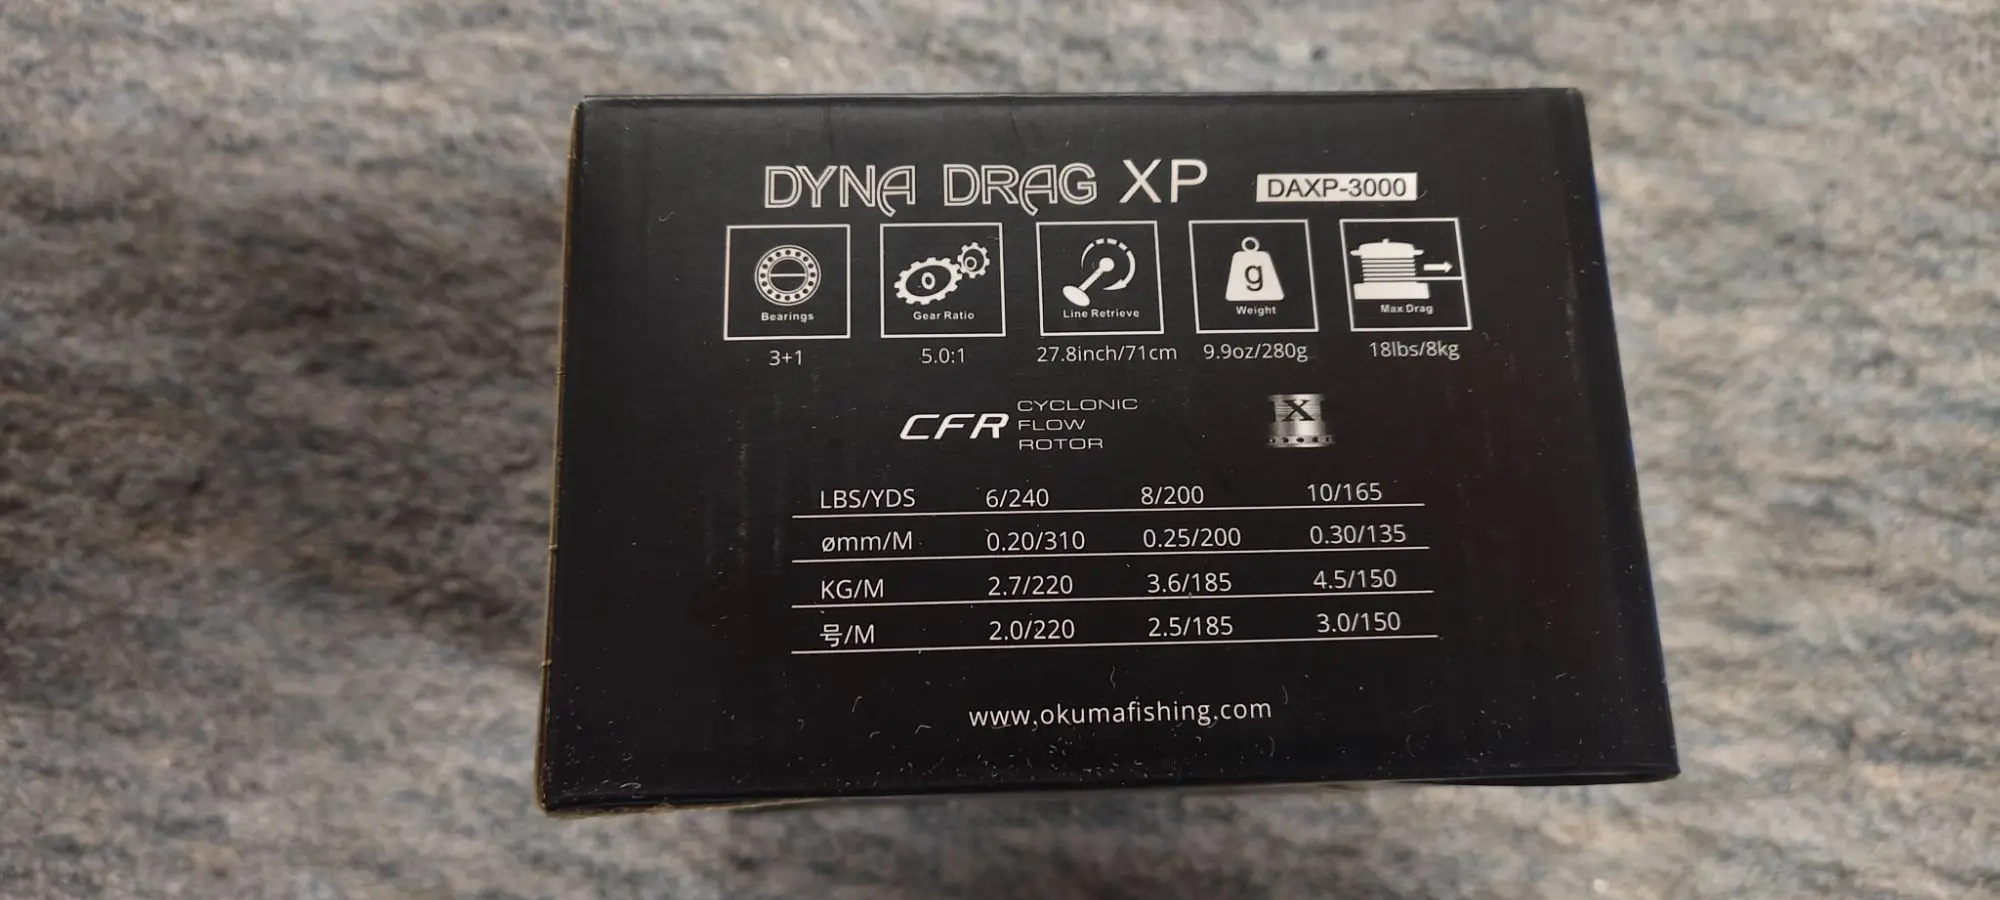 DYNA DRAG XP DAXP-3000
Bearings Gear Ratio Line Retrieve g Weight Max Drag
3+1 5.0:1 27.8inch/71cm 9.9oz/280g 18lbs/8kg
CFR CYCLONIC
FLOW
ROTOR
X
LBS/YDS 6/240 8/200 10/165
ømm/M 0.20/310 0.25/200 0.30/135
KG/M 2.7/220 3.6/185 4.5/150
号/M 2.0/220 2.5/185 3.0/150
www.okumafishing.com